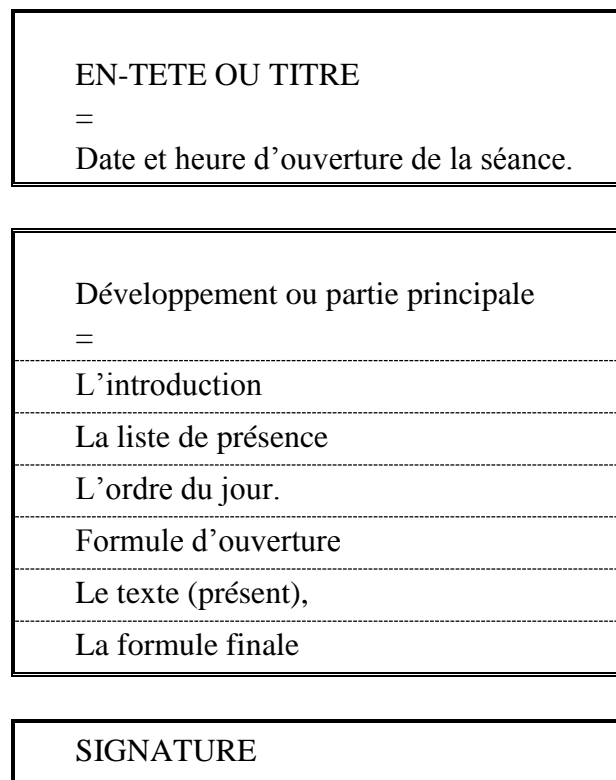 EN-TETE OU TITRE
=
Date et heure d’ouverture de la séance.
Développement ou partie principale
=
L’introduction
La liste de présence
L’ordre du jour.
Formule d’ouverture
Le texte (présent),
La formule finale
SIGNATURE